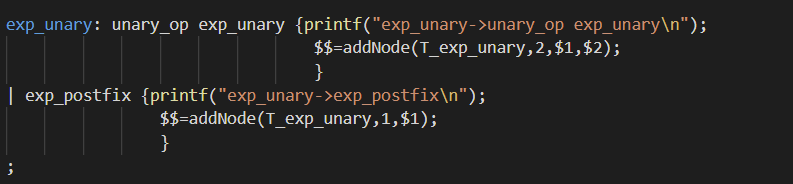 exp_unary: unary_op exp_unary {printf("exp_unary->unary_op exp_unary\n");
$$=addNode(T_exp_unary,2,$1,$2);
}
| exp_postfix {printf("exp_unary->exp_postfix\n");
$$=addNode(T_exp_unary,1,$1);
}
;